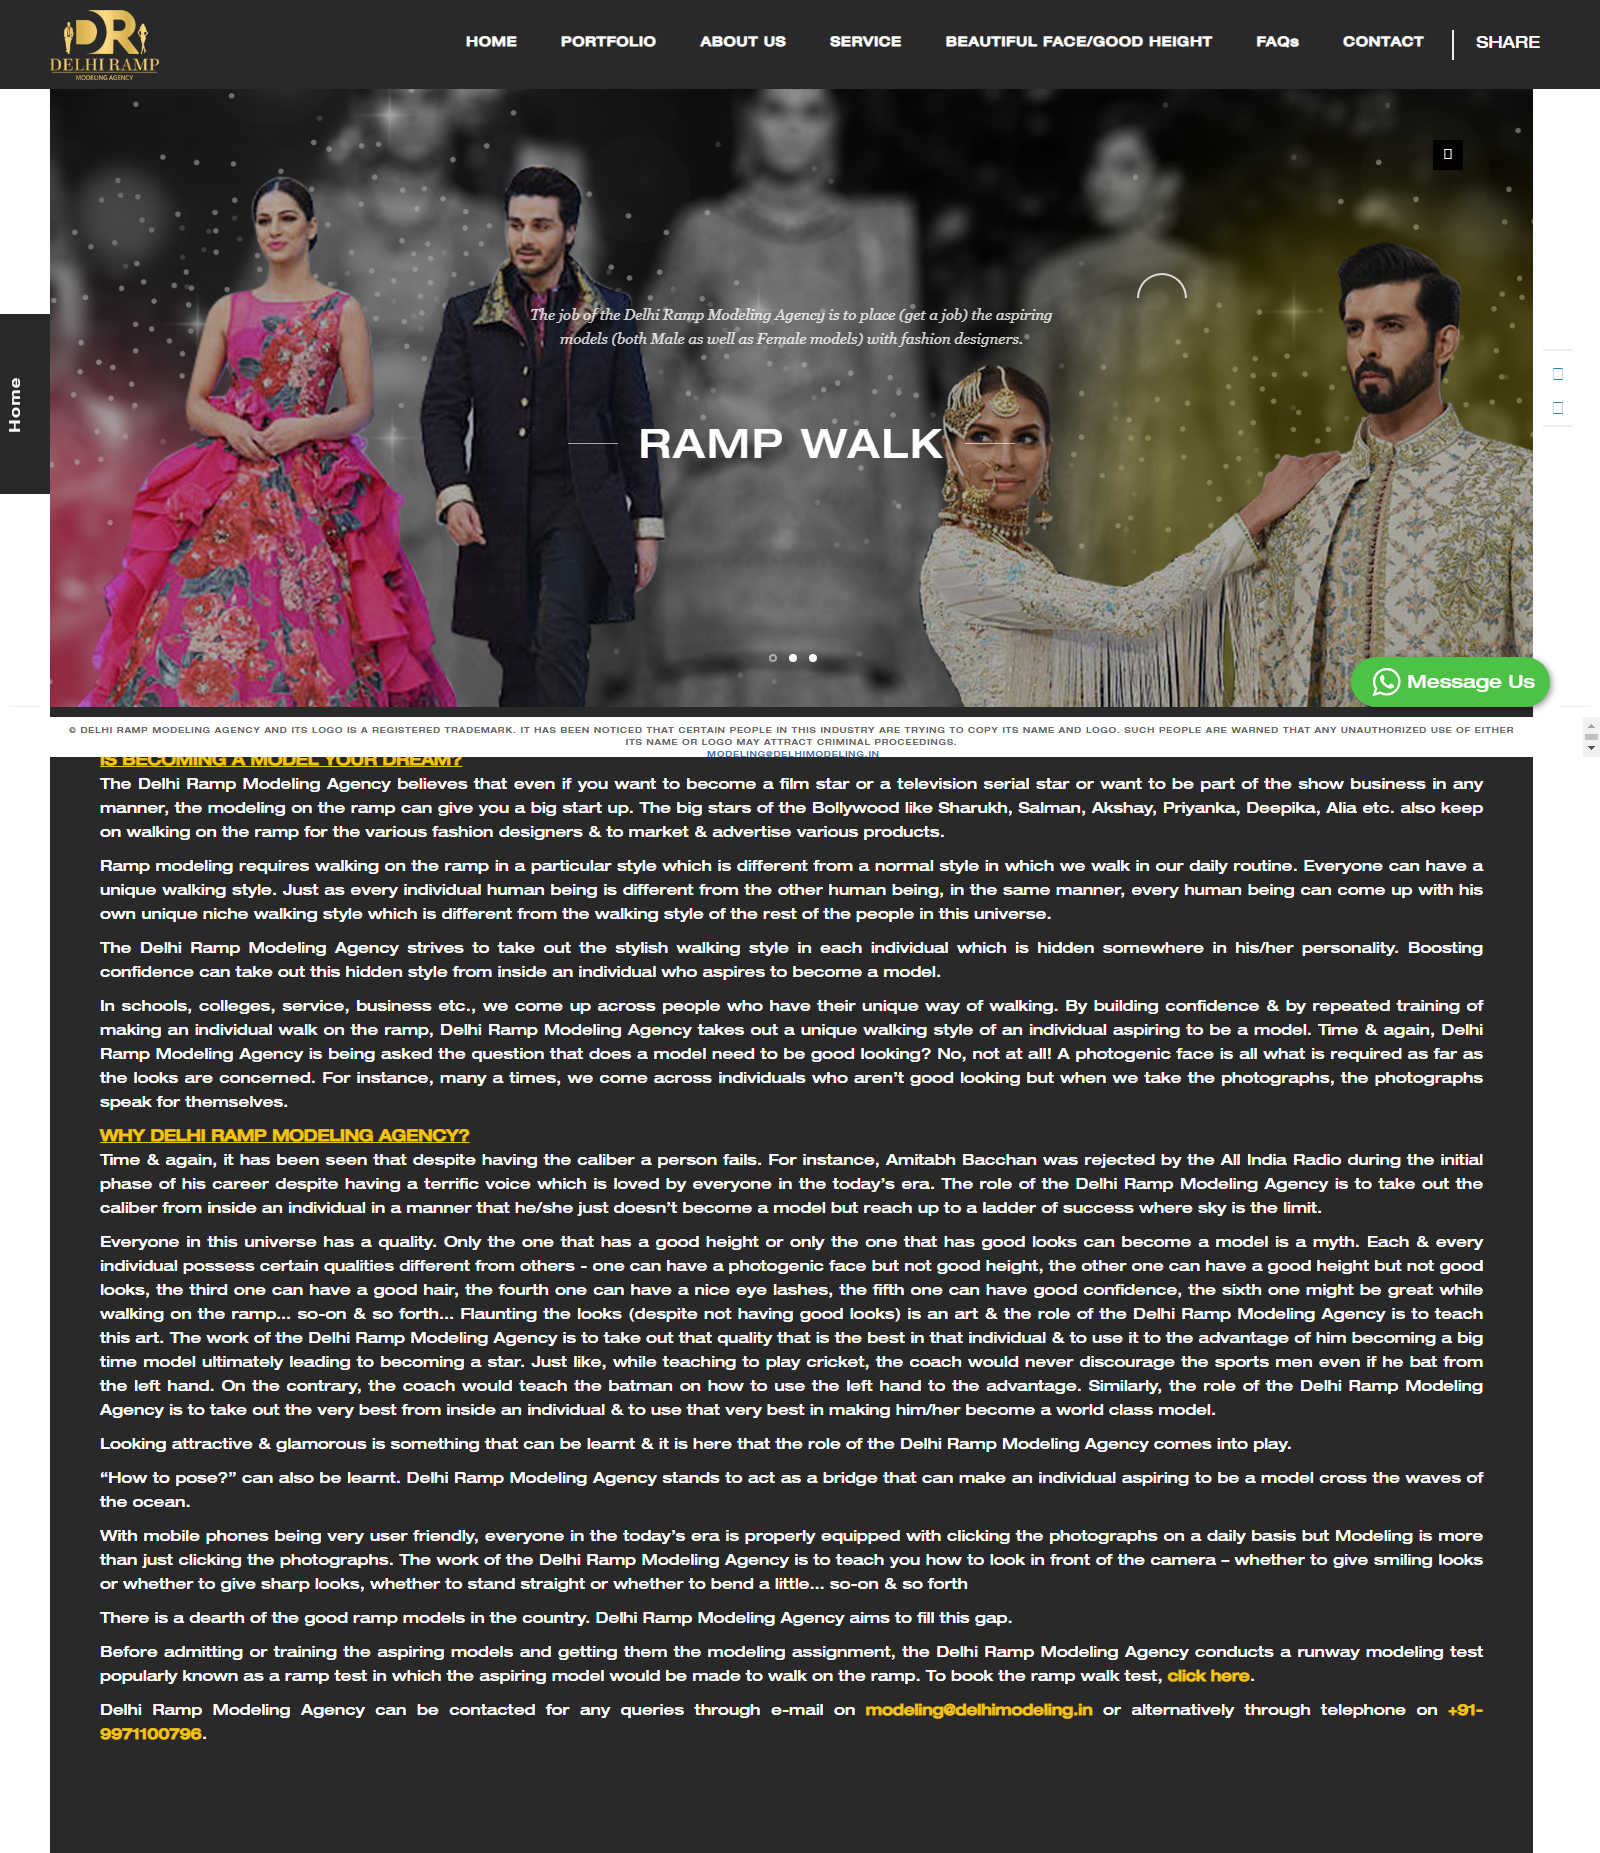 DR
DELHI RAMP
MODELING AGENCY
HOME PORTFOLIO ABOUT US SERVICE BEAUTIFUL FACE/GOOD HEIGHT FAQs CONTACT SHARE
The job of the Delhi Ramp Modeling Agency is to place (get a job) the aspiring
models (both Male as well as Female models) with fashion designers.
Home
RAMP WALK
Message Us
© DELHI RAMP MODELING AGENCY AND ITS LOGO IS A REGISTERED TRADEMARK. IT HAS BEEN NOTICED THAT CERTAIN PEOPLE IN THIS INDUSTRY ARE TRYING TO COPY ITS NAME AND LOGO. SUCH PEOPLE ARE WARNED THAT ANY UNAUTHORIZED USE OF EITHER
ITS NAME OR LOGO MAY ATTRACT CRIMINAL PROCEEDINGS.
MODELING@DELHIMODELING.IN
IS BECOMING A MODEL YOUR DREAM?
The Delhi Ramp Modeling Agency believes that even if you want to become a film star or a television serial star or want to be part of the show business in any
manner, the modeling on the ramp can give you a big start up. The big stars of the Bollywood like Sharukh, Salman, Akshay, Priyanka, Deepika, Alia etc. also keep
on walking on the ramp for the various fashion designers & to market & advertise various products.
Ramp modeling requires walking on the ramp in a particular style which is different from a normal style in which we walk in our daily routine. Everyone can have a
unique walking style. Just as every individual human being is different from the other human being, in the same manner, every human being can come up with his
own unique niche walking style which is different from the walking style of the rest of the people in this universe.
The Delhi Ramp Modeling Agency strives to take out the stylish walking style in each individual which is hidden somewhere in his/her personality. Boosting
confidence can take out this hidden style from inside an individual who aspires to become a model.
In schools, colleges, service, business etc., we come up across people who have their unique way of walking. By building confidence & by repeated training of
making an individual walk on the ramp, Delhi Ramp Modeling Agency takes out a unique walking style of an individual aspiring to be a model. Time & again, Delhi
Ramp Modeling Agency is being asked the question that does a model need to be good looking? No, not at all! A photogenic face is all what is required as far as
the looks are concerned. For instance, many a times, we come across individuals who aren’t good looking but when we take the photographs, the photographs
speak for themselves.
WHY DELHI RAMP MODELING AGENCY?
Time & again, it has been seen that despite having the caliber a person fails. For instance, Amitabh Bacchan was rejected by the All India Radio during the initial
phase of his career despite having a terrific voice which is loved by everyone in the today’s era. The role of the Delhi Ramp Modeling Agency is to take out the
caliber from inside an individual in a manner that he/she just doesn’t become a model but reach up to a ladder of success where sky is the limit.
Everyone in this universe has a quality. Only the one that has a good height or only the one that has good looks can become a model is a myth. Each & every
individual possess certain qualities different from others - one can have a photogenic face but not good height, the other one can have a good height but not good
looks, the third one can have a good hair, the fourth one can have a nice eye lashes, the fifth one can have good confidence, the sixth one might be great while
walking on the ramp... so-on & so forth... Flaunting the looks (despite not having good looks) is an art & the role of the Delhi Ramp Modeling Agency is to teach
this art. The work of the Delhi Ramp Modeling Agency is to take out that quality that is the best in that individual & to use it to the advantage of him becoming a big
time model ultimately leading to becoming a star. Just like, while teaching to play cricket, the coach would never discourage the sports men even if he bat from
the left hand. On the contrary, the coach would teach the batman on how to use the left hand to the advantage. Similarly, the role of the Delhi Ramp Modeling
Agency is to take out the very best from inside an individual & to use that very best in making him/her become a world class model.
Looking attractive & glamorous is something that can be learnt & it is here that the role of the Delhi Ramp Modeling Agency comes into play.
“How to pose?” can also be learnt. Delhi Ramp Modeling Agency stands to act as a bridge that can make an individual aspiring to be a model cross the waves of
the ocean.
With mobile phones being very user friendly, everyone in the today’s era is properly equipped with clicking the photographs on a daily basis but Modeling is more
than just clicking the photographs. The work of the Delhi Ramp Modeling Agency is to teach you how to look in front of the camera – whether to give smiling looks
or whether to give sharp looks, whether to stand straight or whether to bend a little... so-on & so forth
There is a dearth of the good ramp models in the country. Delhi Ramp Modeling Agency aims to fill this gap.
Before admitting or training the aspiring models and getting them the modeling assignment, the Delhi Ramp Modeling Agency conducts a runway modeling test
popularly known as a ramp test in which the aspiring model would be made to walk on the ramp. To book the ramp walk test, click here.
Delhi Ramp Modeling Agency can be contacted for any queries through e-mail on modeling@delhimodeling.in or alternatively through telephone on +91-
9971100796.